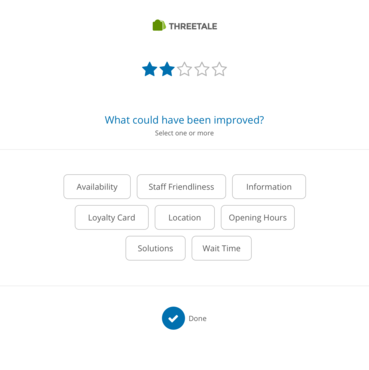 THREETALE
What could have been improved?
Select one or more
Availability
Staff Friendliness
Information
Loyalty Card
Location
Opening Hours
Solutions
Wait Time
Done